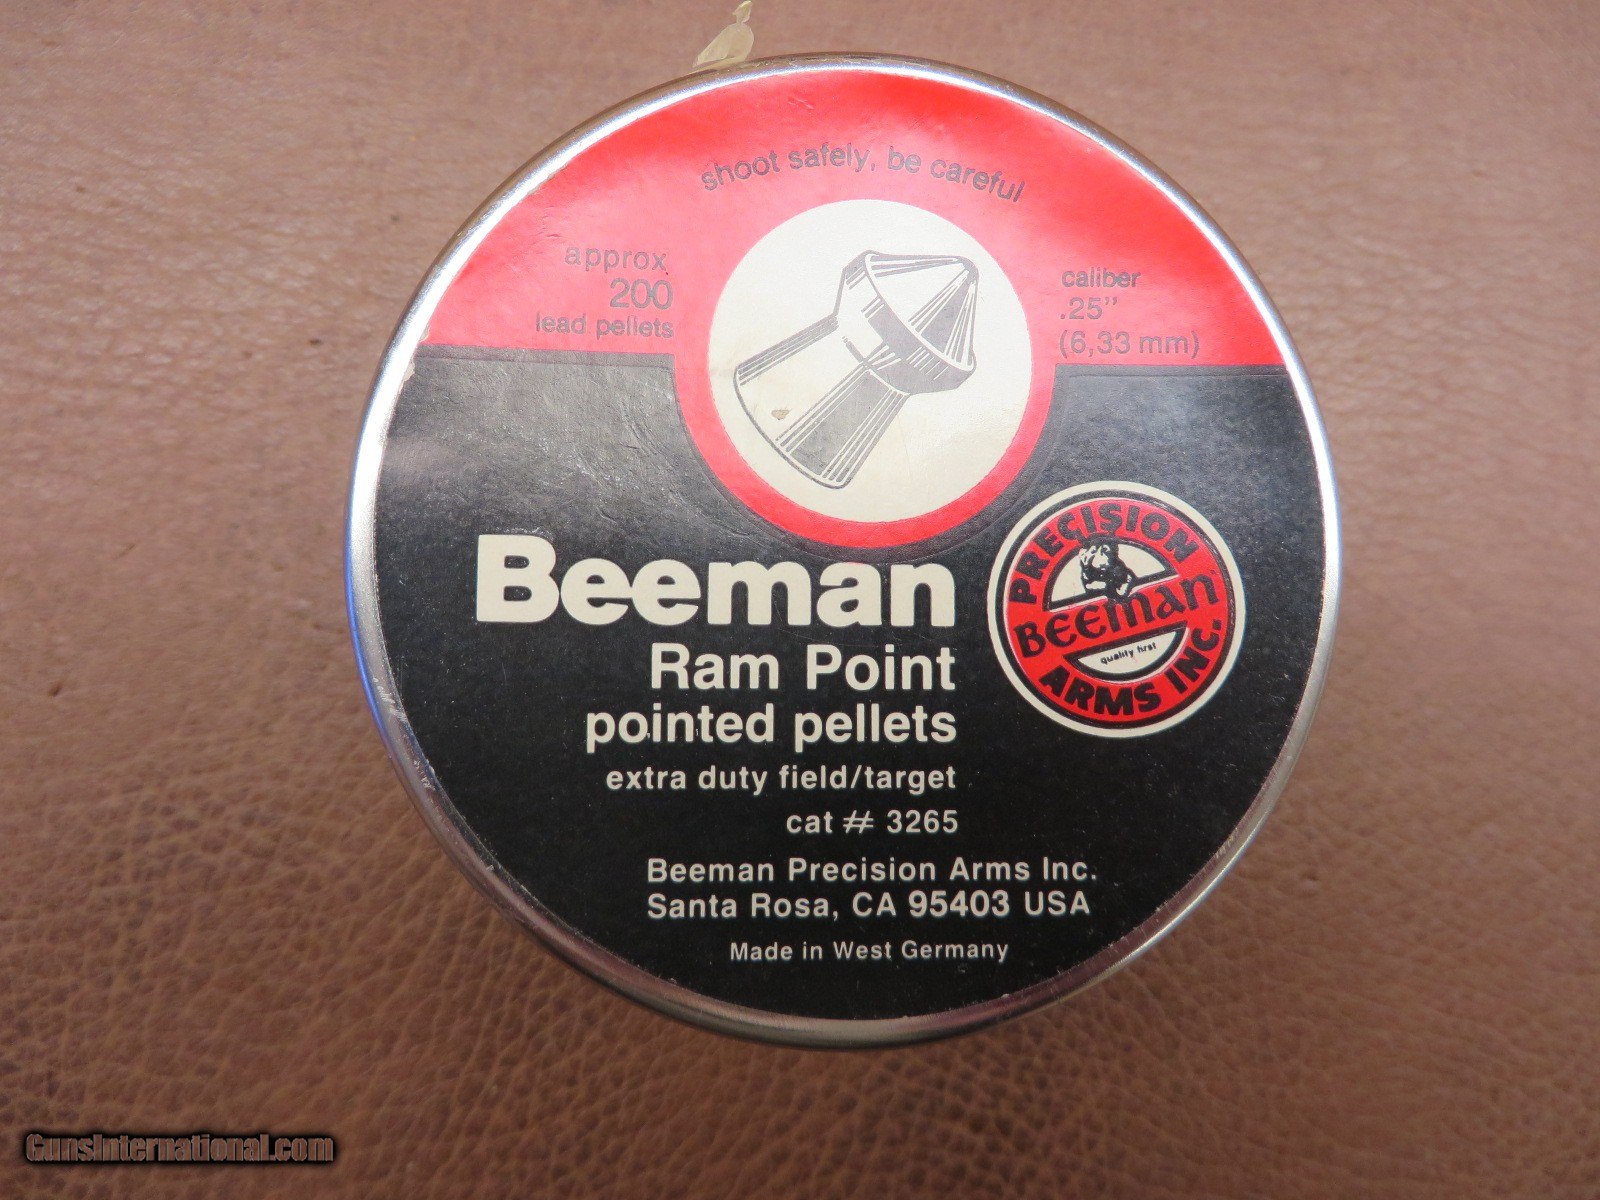 shoot safely, be careful
approx
200
lead pellets
caliber
.25"
(6,33 mm)
Beeman
Ram Point
pointed pellets
extra duty field/target
cat # 3265
Beeman Precision Arms Inc.
Santa Rosa, CA 95403 USA
Made in West Germany
PRECISION
BEEMAN
quality first
ARMS INC.
GunsInternational.com